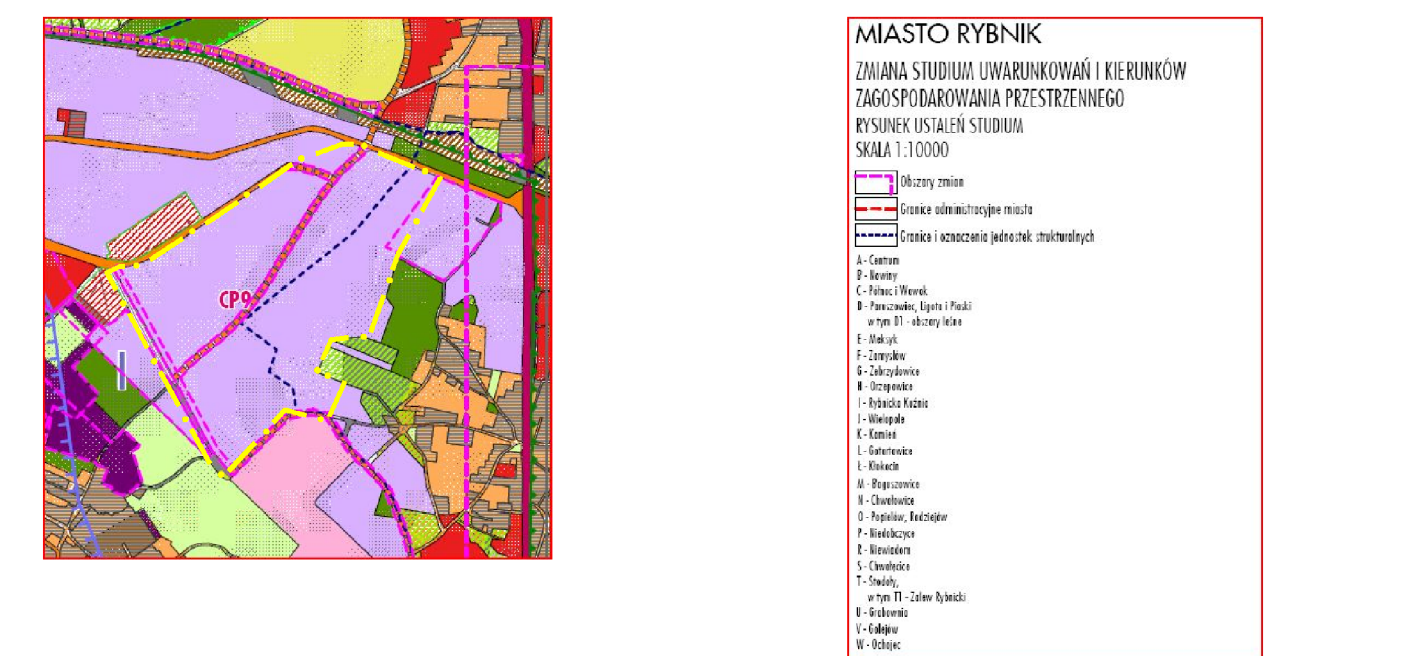 CP9
MIASTO RYBNIK
ZMIANA STUDIUM UWARUNKOWAŃ I KIERUNKÓW
ZAGOSPODAROWANIA PRZESTRZENNEGO
RYSUNEK USTALEŃ STUDIUM
SKALA 1:10000
Obszary zmian
Granice administracyjne miasta
Granice i oznaczenia jednostek strukturalnych
A - Centrum
B - Nowiny
C - Północ i Wawok
D - Paruszowiec, Ligota i Piaski
w tym D1 - obszary leśne
E - Meksyk
F - Zamysłów
G - Zebrzydowice
H - Orzepowice
I - Rybnicka Kuźnia
J - Wielopole
K - Kamień
L - Gotartowice
Ł - Kłokocin
M - Boguszowice
N - Chwałowice
O - Popielów, Radziejów
P - Niedobczyce
R - Niewiadom
S - Chwałęcice
T - Stodoły,
w tym T1 - Zalew Rybnicki
U - Grabownia
V - Golejów
W - Ochojec